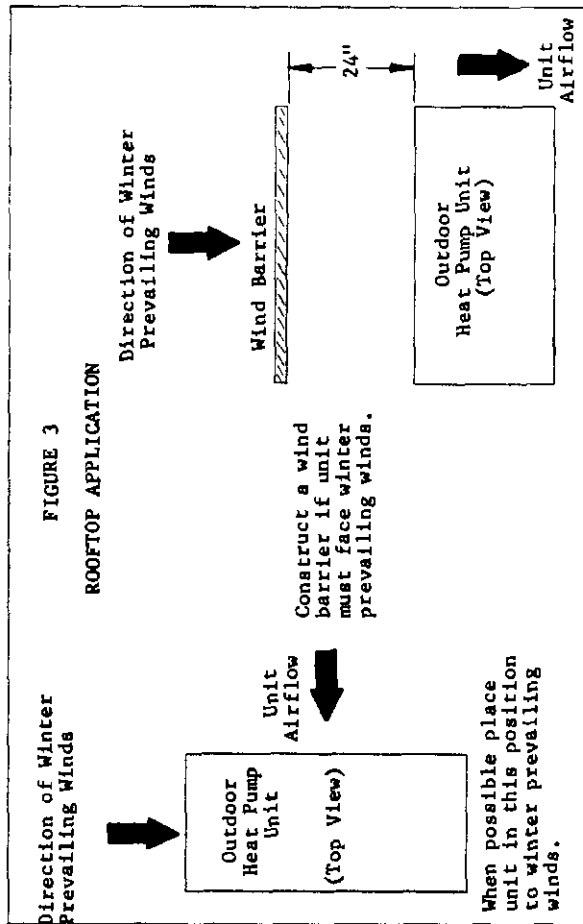 FIGURE 3
ROOFTOP APPLICATION
Direction of Winter
Prevailing Winds
Outdoor
Heat Pump
Unit
(Top View)
Unit
Airflow
When possible place
unit in this position
to winter prevailing
winds.
Construct a wind
barrier if unit
must face winter
prevailing winds.
Direction of Winter
Prevailing Winds
Wind Barrier
24"
Outdoor
Heat Pump Unit
(Top View)
Unit
Airflow